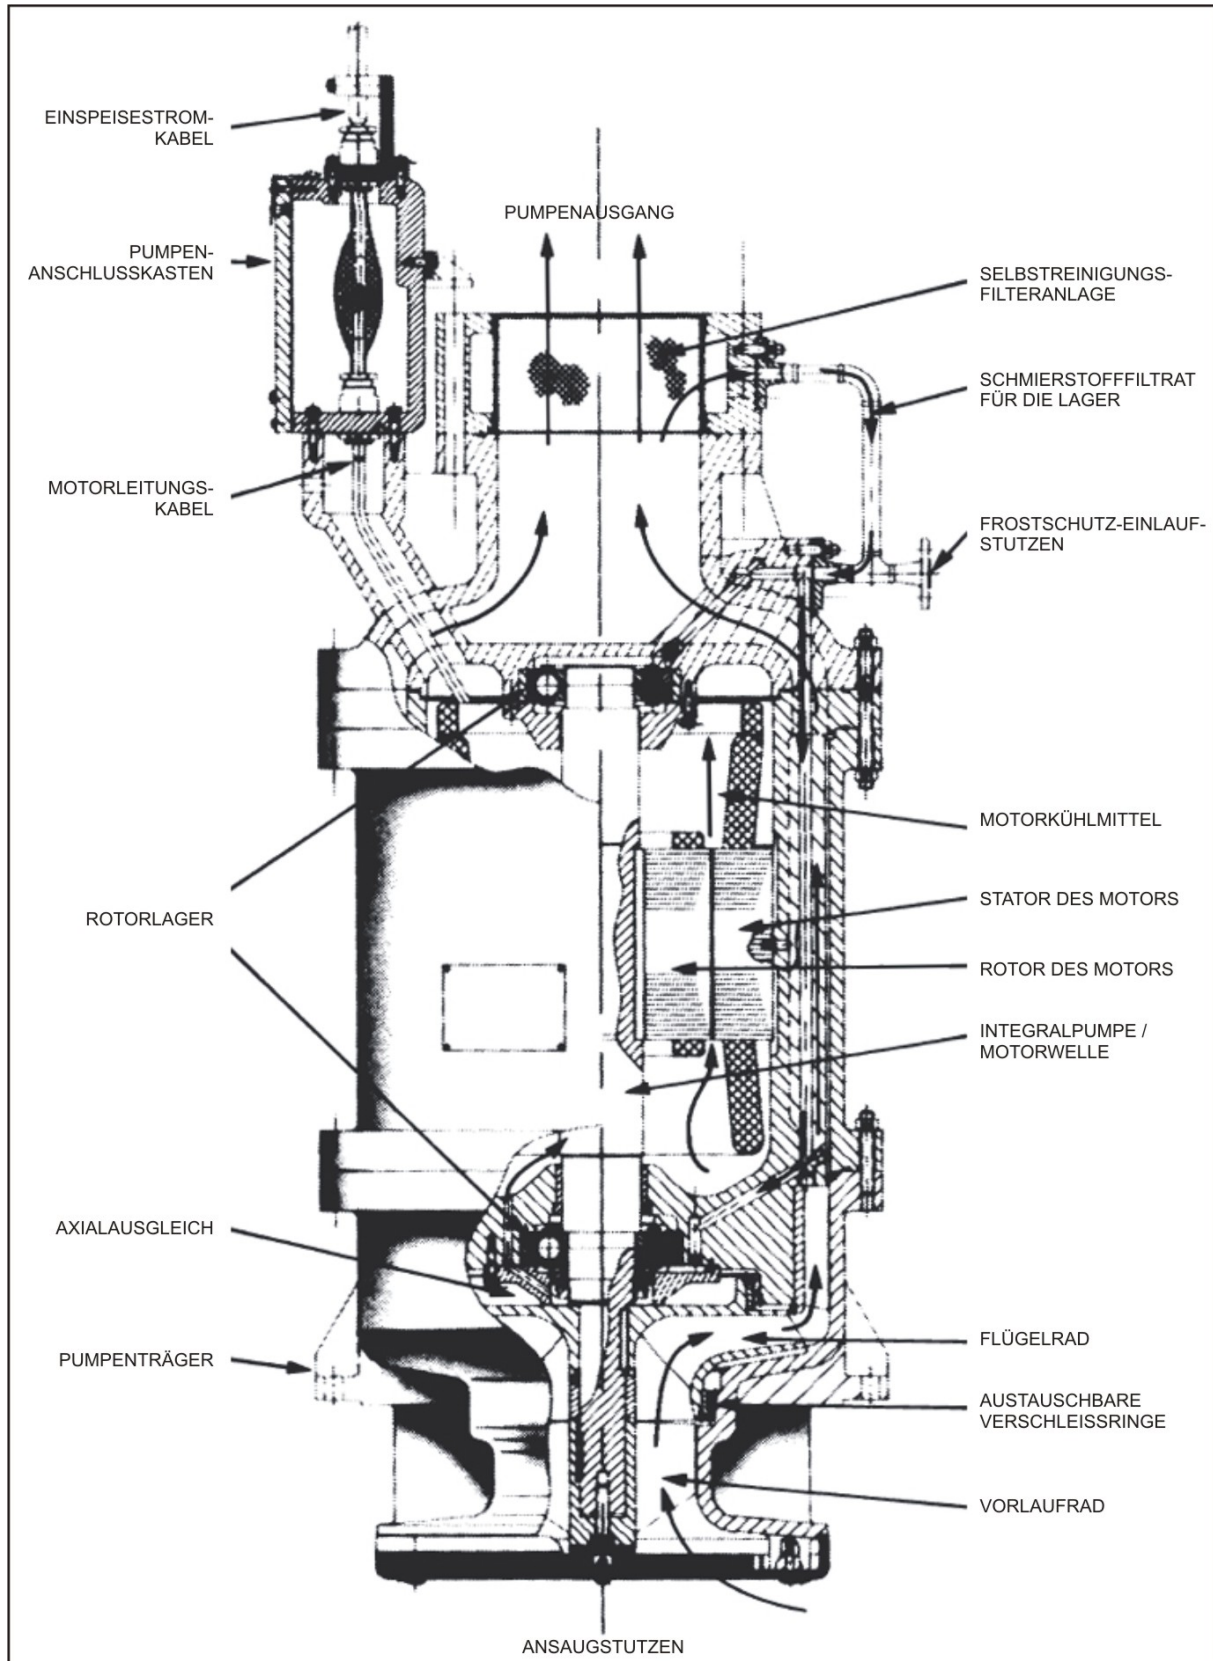 EINSPEISESTROM-
KABEL
PUMPENAUSGANG
PUMPEN-
ANSCHLUSSKASTEN
SELBSTREINIGUNGS-
FILTERANLAGE
SCHMIERSTOFFFILTRAT
FÜR DIE LAGER
MOTORLEITUNGS-
KABEL
FROSTSCHUTZ-EINLAUF-
STUTZEN
MOTORKÜHLMITTEL
STATOR DES MOTORS
ROTORLAGER
ROTOR DES MOTORS
INTEGRALPUMPE /
MOTORWELLE
AXIALAUSGLEICH
FLÜGELRAD
PUMPENTRÄGER
AUSTAUSCHBARE
VERSCHLEISSRINGE
VORLAUFRAD
ANSAUGSTUTZEN